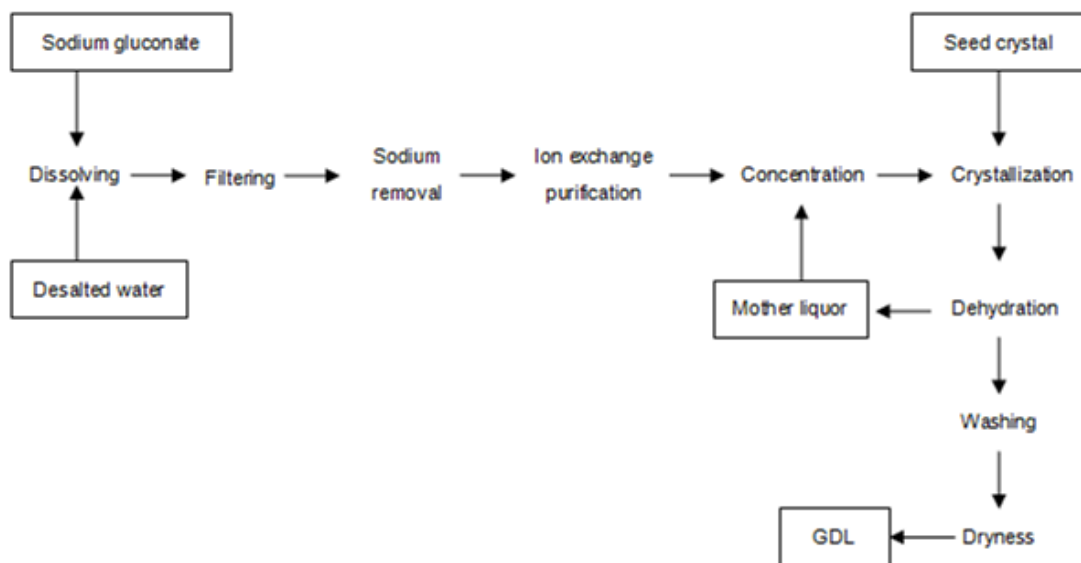 Sodium gluconate
Seed crystal
Dissolving
Filtering
Sodium
removal
Ion exchange
purification
Concentration
Crystallization
Desalted water
Mother liquor
Dehydration
Washing
GDL
Dryness